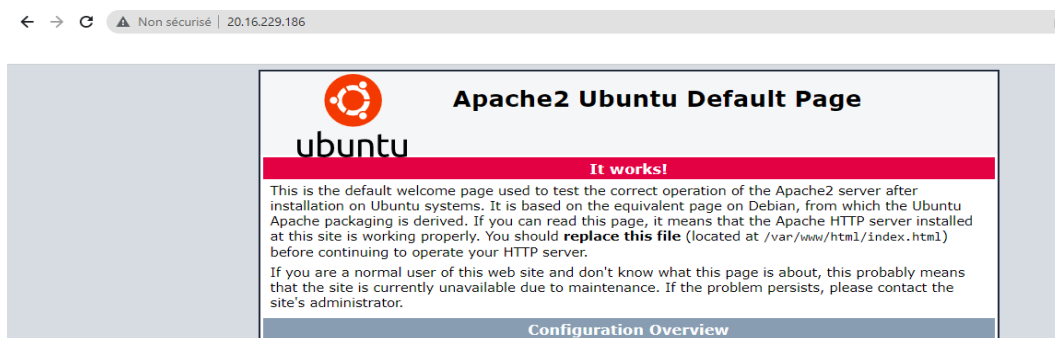 Non sécurisé | 20.16.229.186
Apache2 Ubuntu Default Page
ubuntu
It works!
This is the default welcome page used to test the correct operation of the Apache2 server after
installation on Ubuntu systems. It is based on the equivalent page on Debian, from which the Ubuntu
Apache packaging is derived. If you can read this page, it means that the Apache HTTP server installed
at this site is working properly. You should replace this file (located at /var/www/html/index.html)
before continuing to operate your HTTP server.
If you are a normal user of this web site and don't know what this page is about, this probably means
that the site is currently unavailable due to maintenance. If the problem persists, please contact the
site's administrator.
Configuration Overview